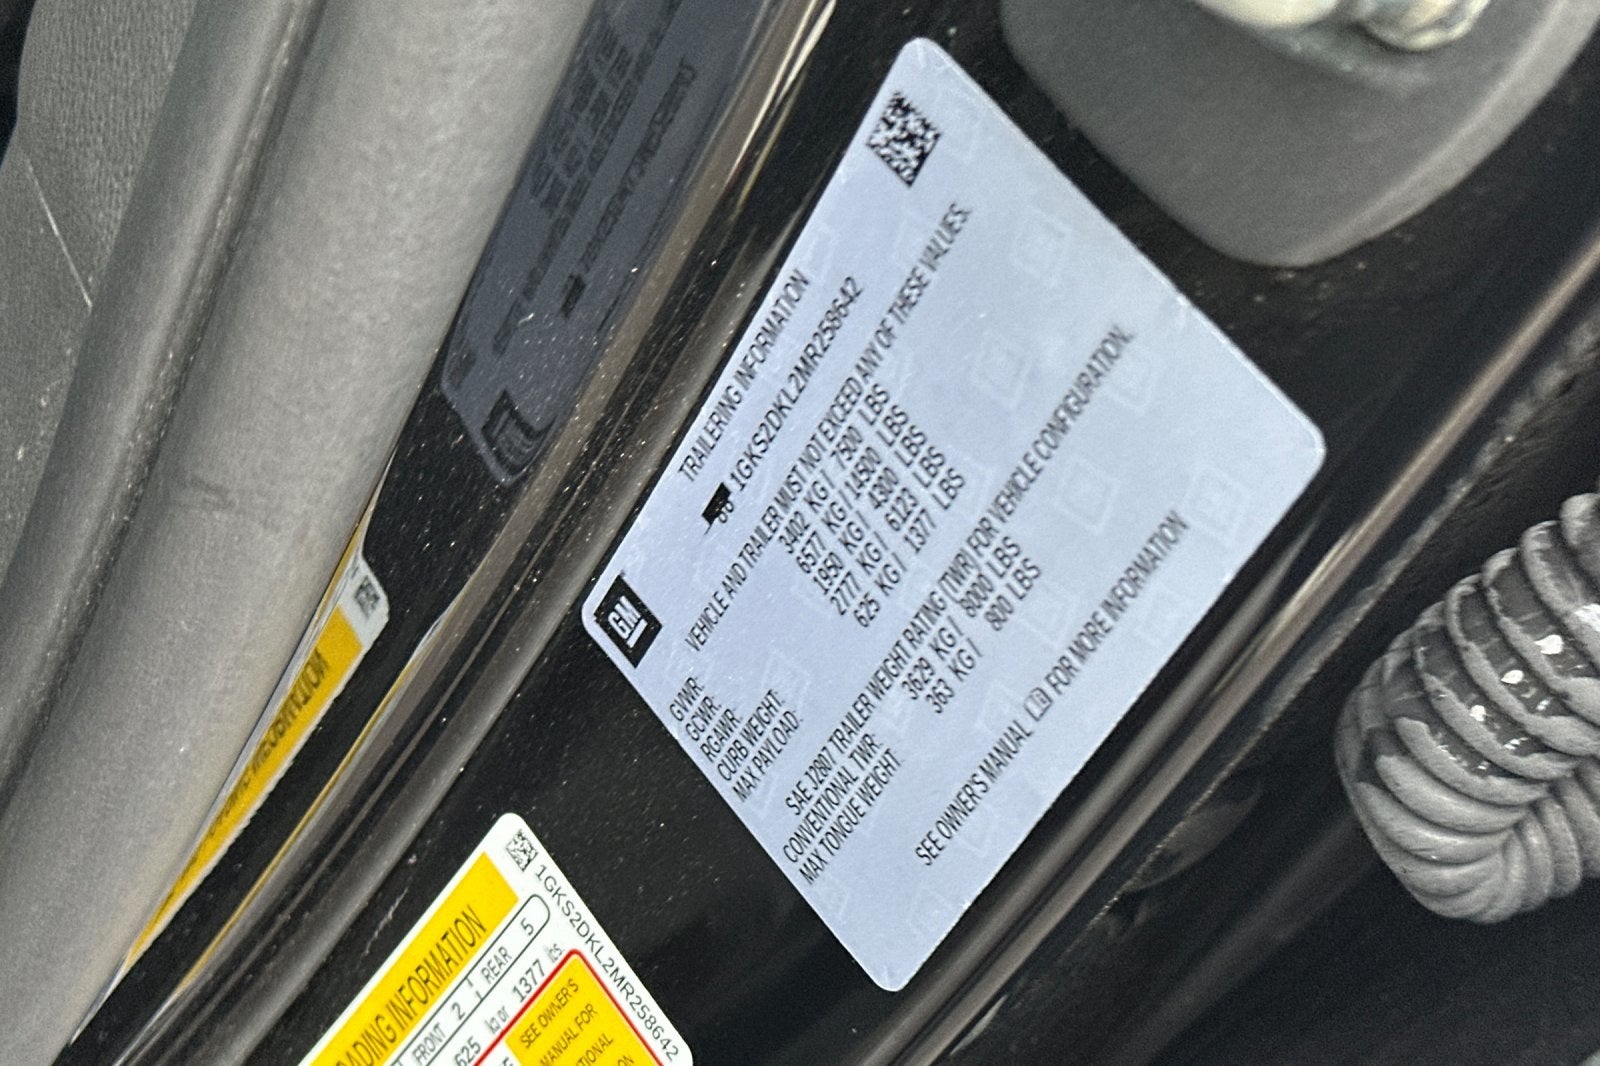 GM
TRAILERING INFORMATION
1GKS2DKL2MR258642
VEHICLE AND TRAILER MUST NOT EXCEED ANY OF THESE VALUES.
GVWR: 3402 KG / 7500 LBS
GCWR: 6577 KG / 14500 LBS
RGAWR: 1950 KG / 4300 LBS
CURB WEIGHT: 2777 KG / 6123 LBS
MAX PAYLOAD: 625 KG / 1377 LBS
SAE J2807 TRAILER WEIGHT RATING (TWR) FOR VEHICLE CONFIGURATION.
CONVENTIONAL TWR: 3629 KG / 8000 LBS
MAX TONGUE WEIGHT: 363 KG / 800 LBS
SEE OWNER'S MANUAL FOR MORE INFORMATION
ADING INFORMATION
FRONT 2 REAR 5
625 kg or 1377 lbs.
SEE OWNER'S
MANUAL FOR
1GKS2DKL2MR258642